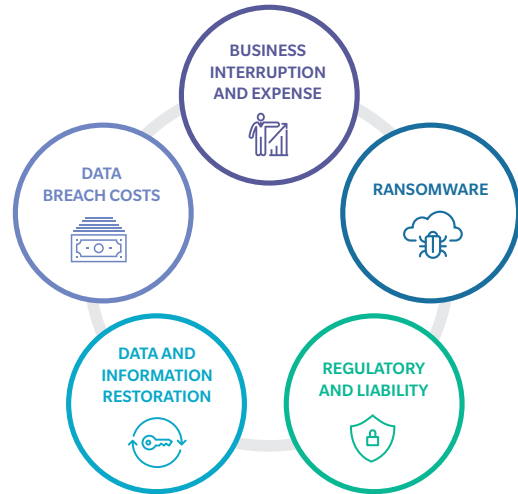 BUSINESS
INTERRUPTION
AND EXPENSE
RANSOMWARE
REGULATORY
AND LIABILITY
DATA AND
INFORMATION
RESTORATION
DATA
BREACH COSTS